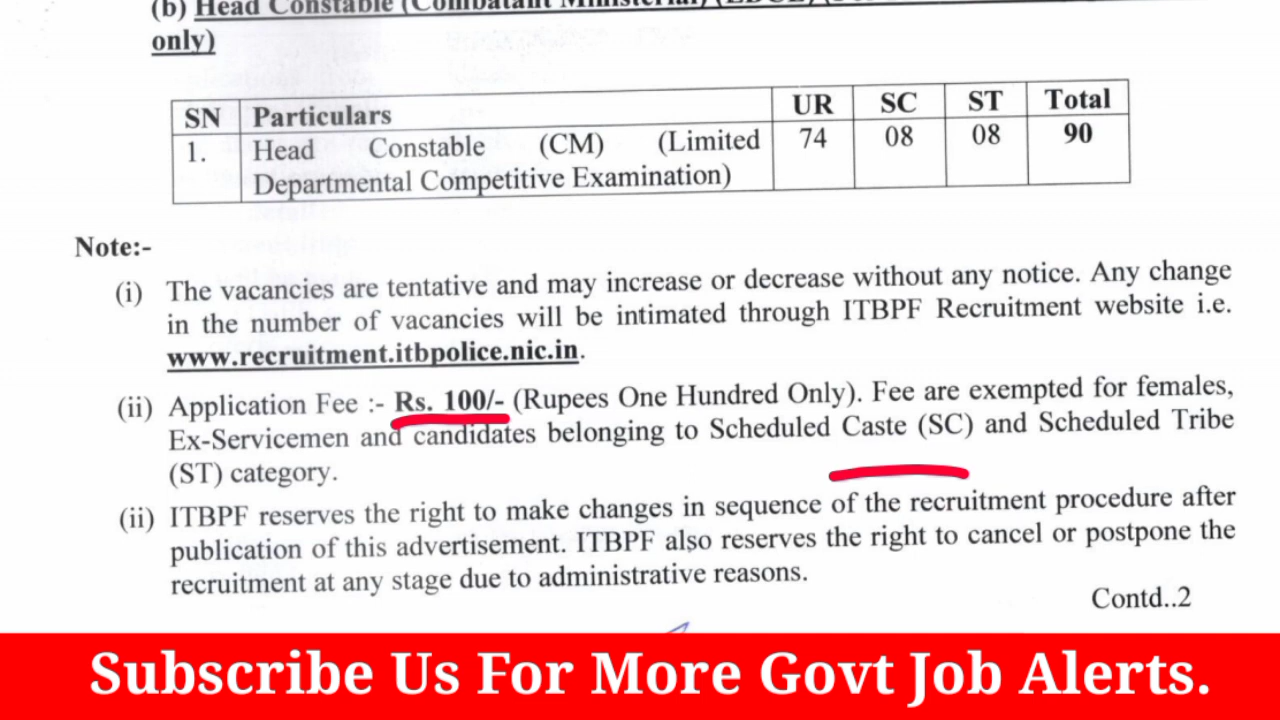 (b) Head Constable (Combatant Ministerial) (LDCE)
only)
SN Particulars UR SC ST Total
1. Head Constable (CM) (Limited 74 08 08 90
Departmental Competitive Examination)
Note:-
(i) The vacancies are tentative and may increase or decrease without any notice. Any change
in the number of vacancies will be intimated through ITBPF Recruitment website i.e.
www.recruitment.itbpolice.nic.in.
(ii) Application Fee :- Rs. 100/- (Rupees One Hundred Only). Fee are exempted for females,
Ex-Servicemen and candidates belonging to Scheduled Caste (SC) and Scheduled Tribe
(ST) category.
(ii) ITBPF reserves the right to make changes in sequence of the recruitment procedure after
publication of this advertisement. ITBPF also reserves the right to cancel or postpone the
recruitment at any stage due to administrative reasons.
Contd..2
Subscribe Us For More Govt Job Alerts.